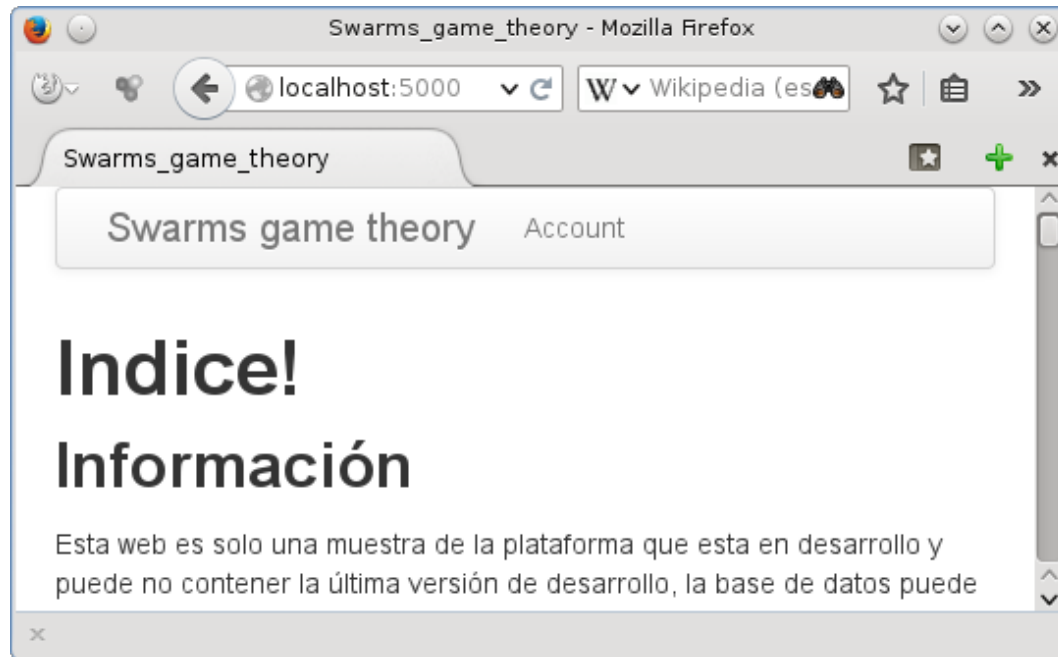 Swarms_game_theory - Mozilla Firefox
localhost:5000
W Wikipedia (es
Swarms_game_theory
Swarms game theory Account
Indice!
Información
Esta web es solo una muestra de la plataforma que esta en desarrollo y
puede no contener la última versión de desarrollo, la base de datos puede